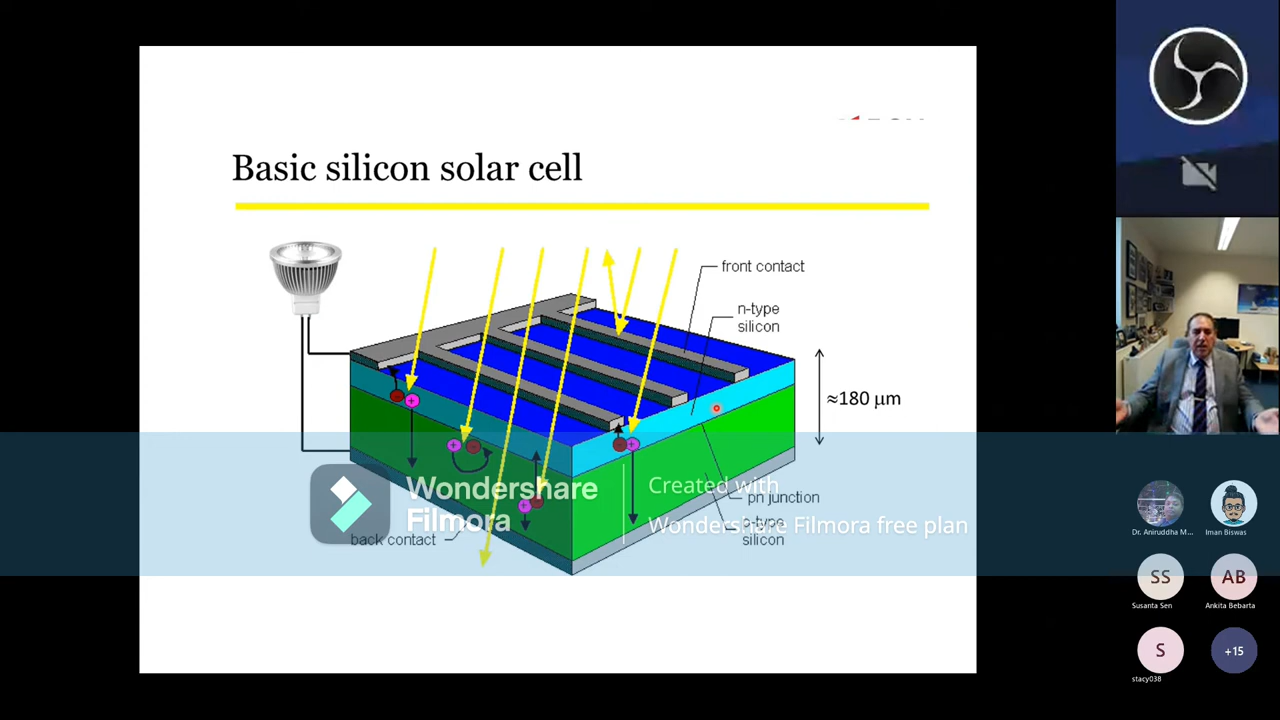 Basic silicon solar cell
front contact
n-type
silicon
≈180 μm
pn junction
p-type
silicon
back contact
Wondershare
Filmora
Created with
Wondershare Filmora free plan
Dr. Aniruddha M...
Iman Biswas
SS
AB
Susanta Sen
Ankita Bebarta
S
+15
stacy038